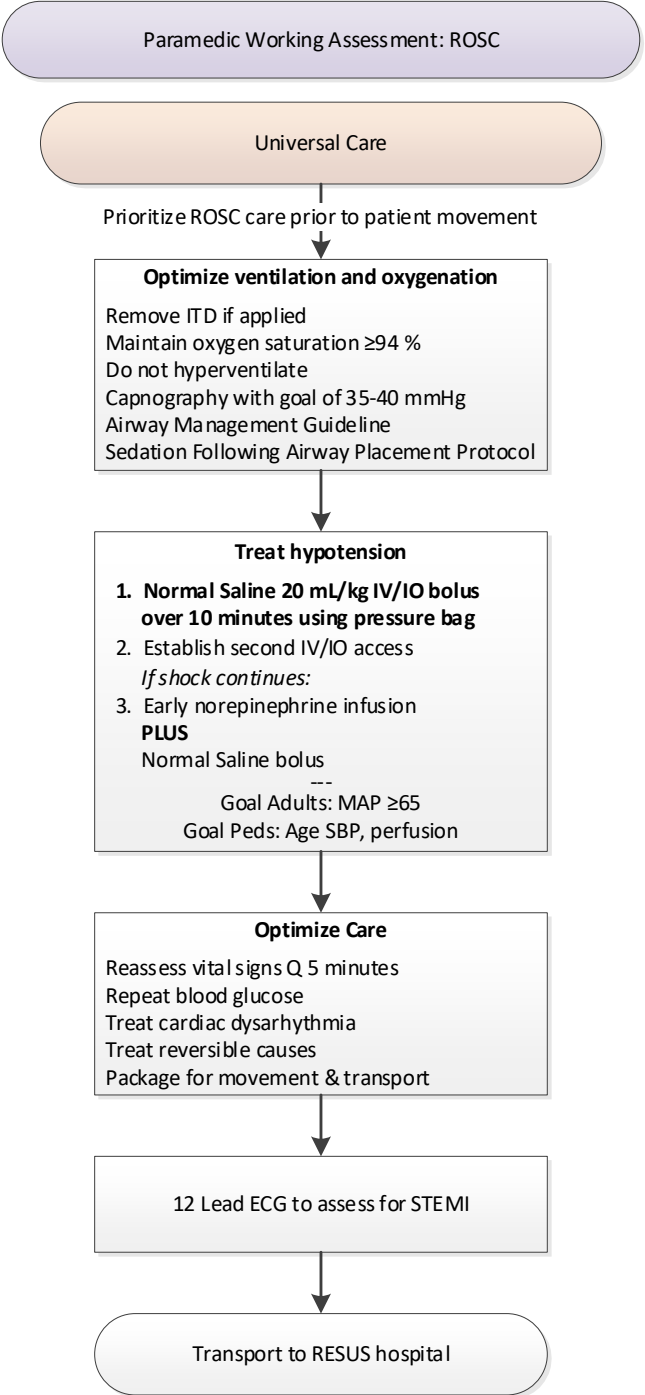 Paramedic Working Assessment: ROSC
Universal Care
Prioritize ROSC care prior to patient movement
Optimize ventilation and oxygenation
Remove ITD if applied
Maintain oxygen saturation ≥94 %
Do not hyperventilate
Capnography with goal of 35-40 mmHg
Airway Management Guideline
Sedation Following Airway Placement Protocol
Treat hypotension
1. Normal Saline 20 mL/kg IV/IO bolus
over 10 minutes using pressure bag
2. Establish second IV/IO access
If shock continues:
3. Early norepinephrine infusion
PLUS
Normal Saline bolus
---
Goal Adults: MAP ≥65
Goal Peds: Age SBP, perfusion
Optimize Care
Reassess vital signs Q 5 minutes
Repeat blood glucose
Treat cardiac dysarhythmia
Treat reversible causes
Package for movement & transport
12 Lead ECG to assess for STEMI
Transport to RESUS hospital